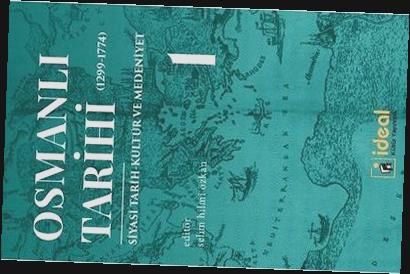 OSMANLI
TARİHİ
(1299-1774)
SİYASİ TARİH-KÜLTÜR VE MEDENİYET
1
editör
selim hilmi özkan
ideal